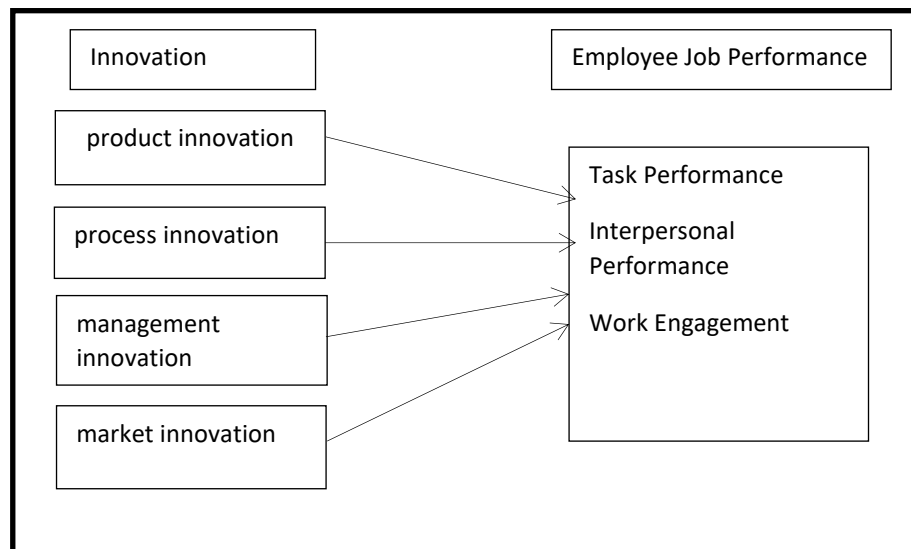 Innovation
Employee Job Performance
product innovation
process innovation
management
innovation
market innovation
Task Performance
Interpersonal
Performance
Work Engagement